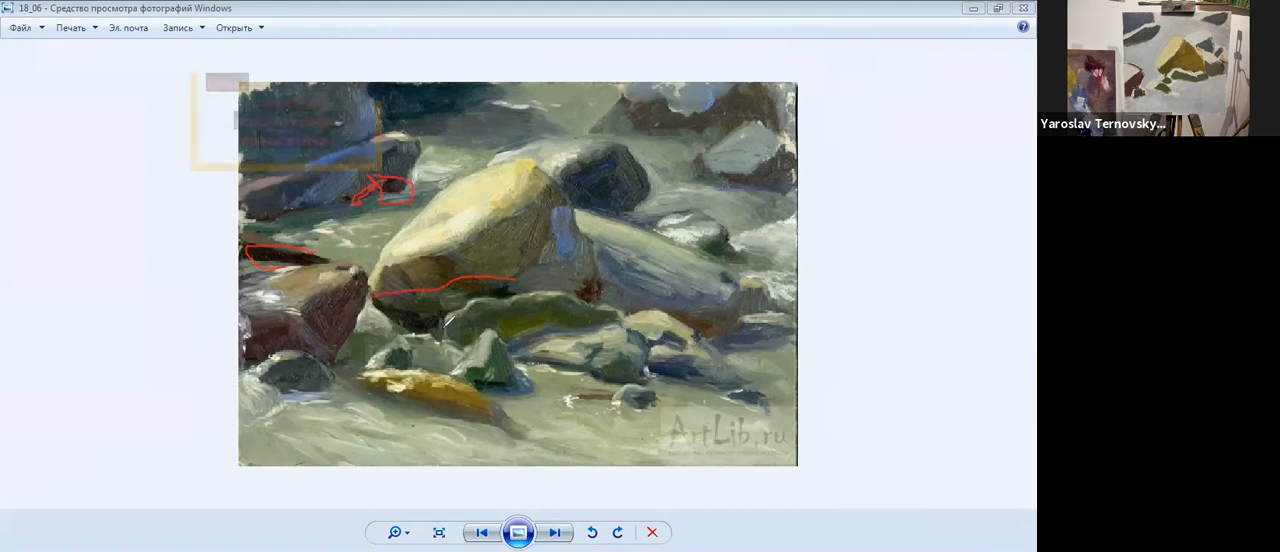 18_06 - Средство просмотра фотографий Windows
Файл Печать Эл. почта Запись Открыть
Yaroslav Ternovsky...
ArtLib.ru